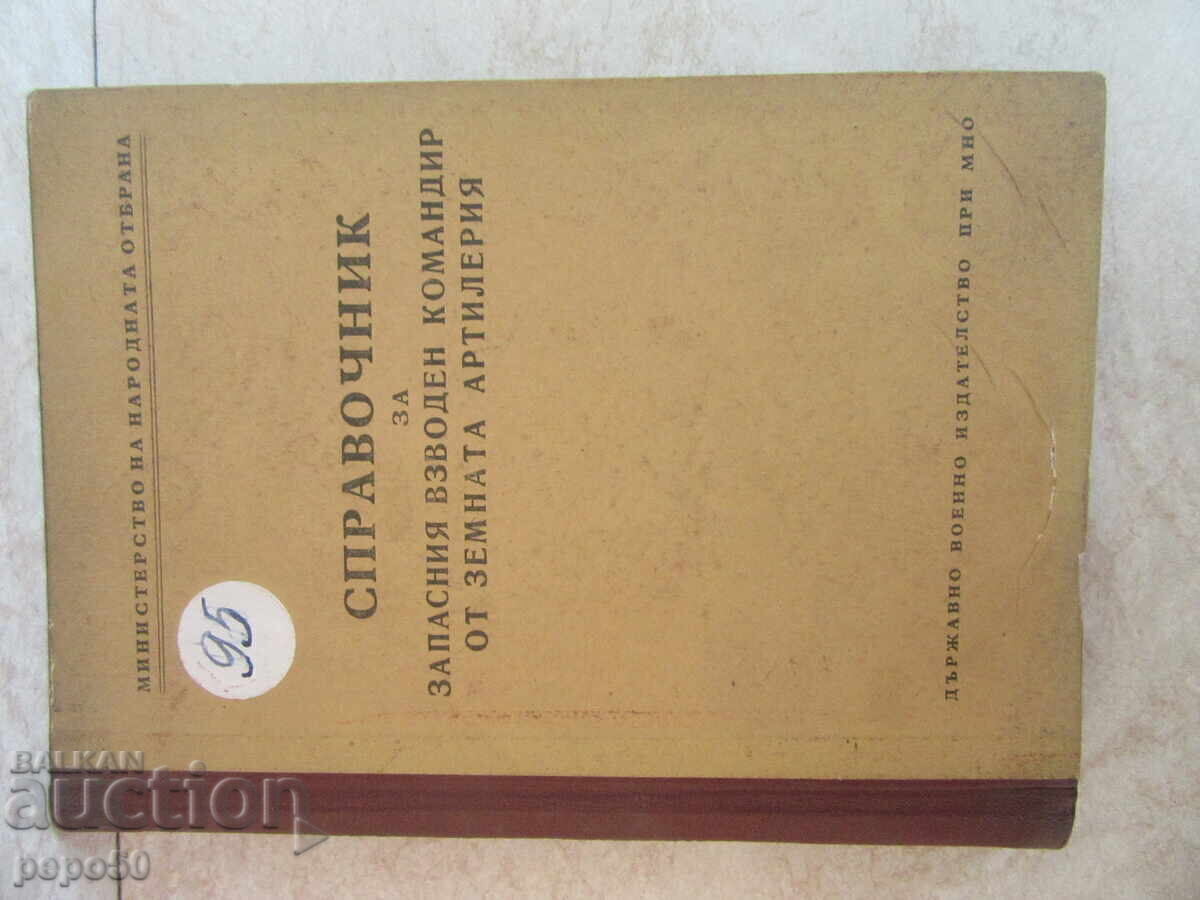 МИНИСТЕРСТВО НА НАРОДНАТА ОТБРАНА
95
СПРАВОЧНИК
ЗА
ЗАПАСНИЯ ВЗВОДЕН КОМАНДИР
ОТ ЗЕМНАТА АРТИЛЕРИЯ
ДЪРЖАВНО ВОЕННО ИЗДАТЕЛСТВО ПРИ МНО
BALKAN
auction
pepo50